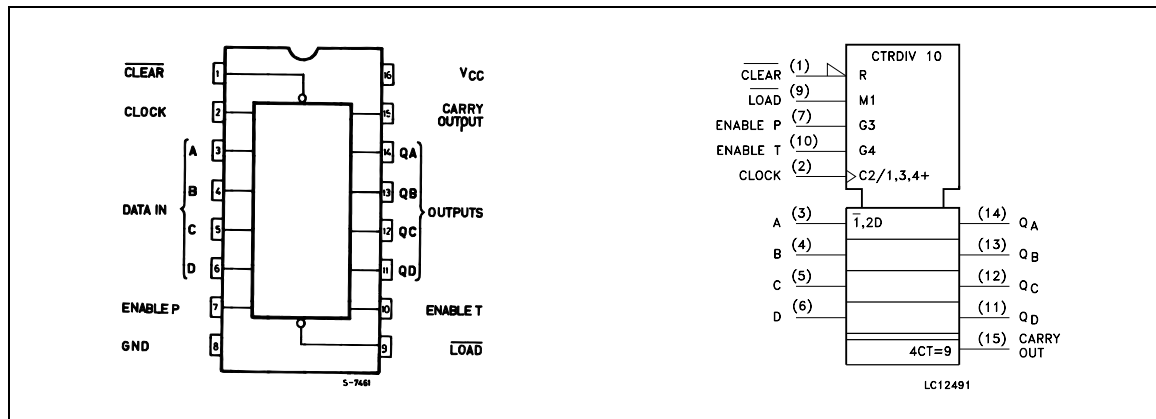 CLEAR 1 16 VCC
CLOCK 2 15 CARRY OUTPUT
A 3 14 QA
B 4 13 QB
DATA IN OUTPUTS
C 5 12 QC
D 6 11 QD
ENABLE P 7 10 ENABLE T
GND 8 9 LOAD
S-7461
CTRDIV 10
CLEAR (1) R
LOAD (9) M1
ENABLE P (7) G3
ENABLE T (10) G4
CLOCK (2) C2/1,3,4+
A (3) 1,2D (14) QA
B (4) (13) QB
C (5) (12) QC
D (6) (11) QD
4CT=9 (15) CARRY OUT
LC12491